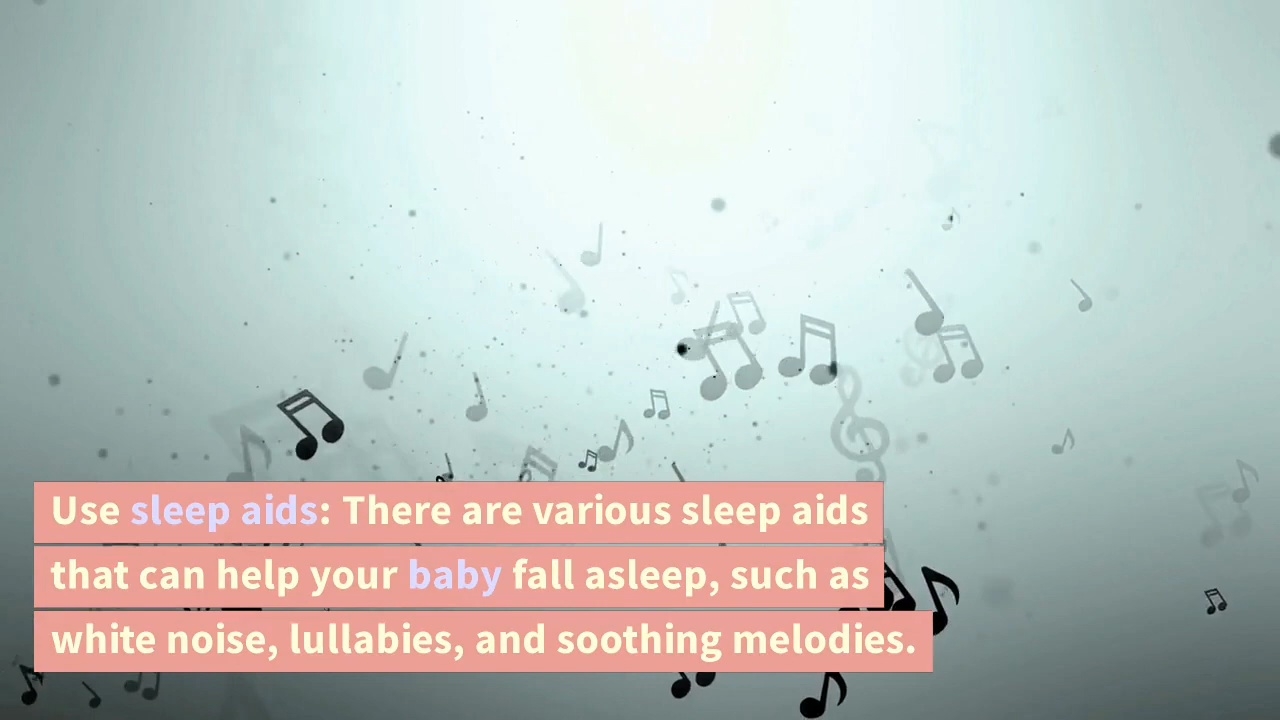 Use sleep aids: There are various sleep aids
that can help your baby fall asleep, such as
white noise, lullabies, and soothing melodies.